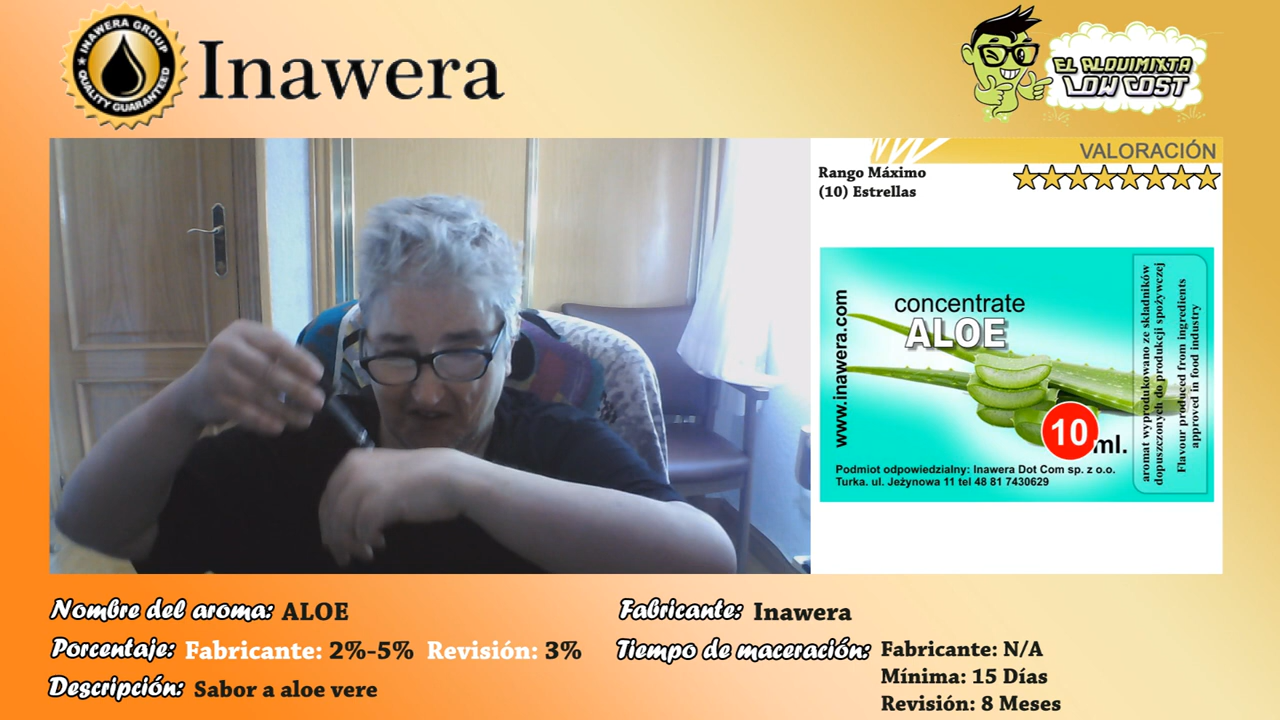 INAWERA GROUP
QUALITY GUARANTEED
Inawera
EL ALQUIMIXTA
LOW COST
VALORACIÓN
Rango Máximo
(10) Estrellas
www.inawera.com
concentrate
ALOE
10 ml.
Podmiot odpowiedzialny: Inawera Dot Com sp. z o.o.
Turka. ul. Jeżynowa 11 tel 48 81 7430629
aromat wyprodukowano ze składników
dopuszczonych do produkcji spożywczej
Flavour produced from ingredients
approved in food industry
Nombre del aroma: ALOE
Porcentaje: Fabricante: 2%-5% Revisión: 3%
Descripción: Sabor a aloe vere
Fabricante: Inawera
Tiempo de maceración: Fabricante: N/A
Mínima: 15 Días
Revisión: 8 Meses